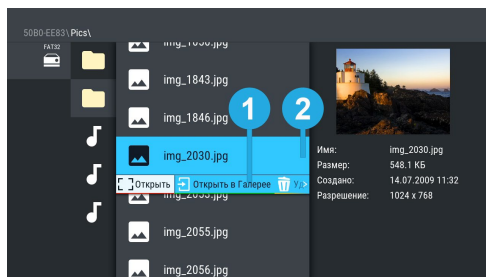 50B0-EE83\Pics\
FAT32
img_1843.jpg
img_1846.jpg
1
2
img_2030.jpg
Открыть
Открыть в Галерее
img_2055.jpg
img_2056.jpg
Имя: img_2030.jpg
Размер: 548.1 КБ
Создано: 14.07.2009 11:32
Разрешение: 1024 x 768